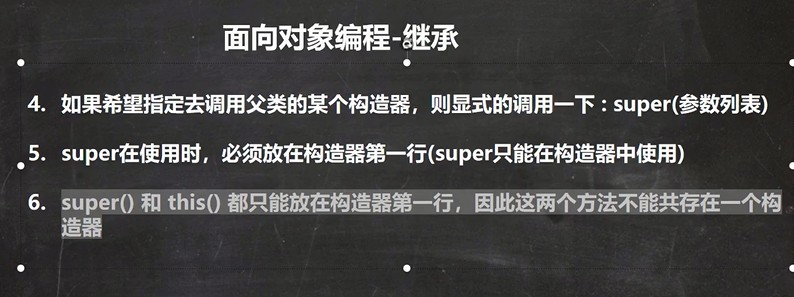 面向对象编程-继承
4. 如果希望指定去调用父类的某个构造器，则显式的调用一下 : super(参数列表)
5. super在使用时，必须放在构造器第一行(super只能在构造器中使用)
6. super() 和 this() 都只能放在构造器第一行，因此这两个方法不能共存在一个构
造器